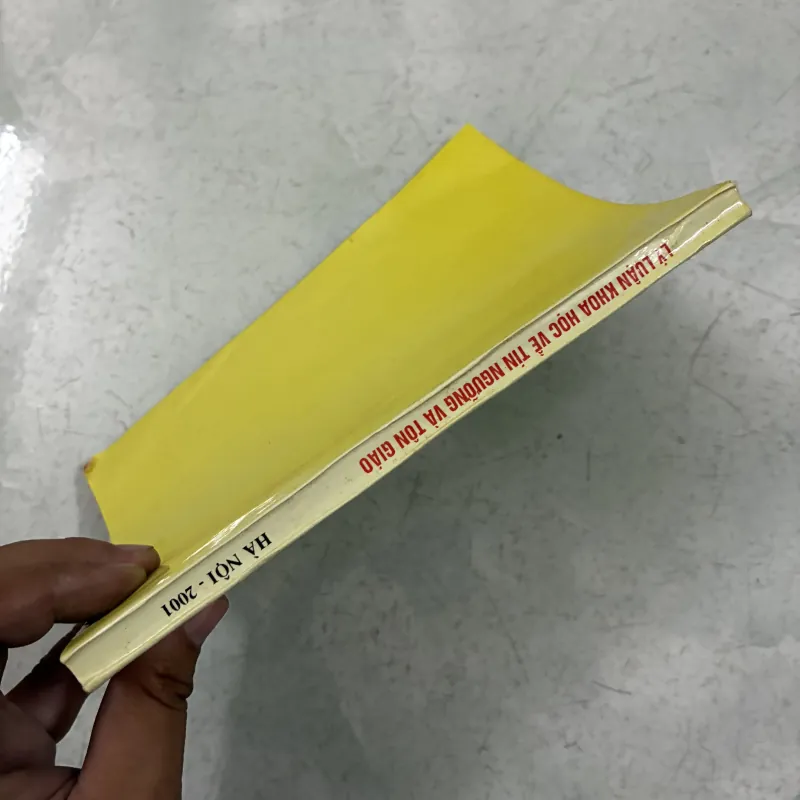 LÝ LUẬN KHOA HỌC VỀ TÍN NGƯỠNG VÀ TÔN GIÁO
HÀ NỘI - 2001